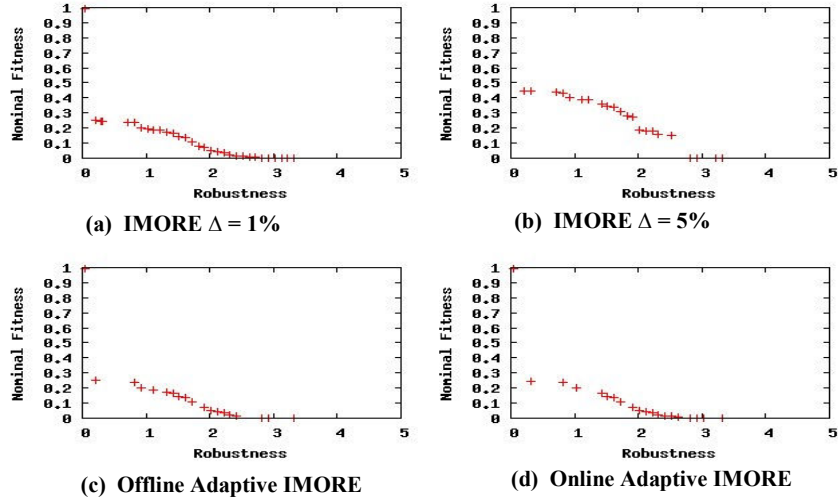 1
0.9
0.8
0.7
0.6
0.5
0.4
0.3
0.2
0.1
0
0 1 2 3 4 5
Nominal Fitness
Robustness
(a) IMORE Δ = 1%
1
0.9
0.8
0.7
0.6
0.5
0.4
0.3
0.2
0.1
0
0 1 2 3 4 5
Nominal Fitness
Robustness
(b) IMORE Δ = 5%
1
0.9
0.8
0.7
0.6
0.5
0.4
0.3
0.2
0.1
0
0 1 2 3 4 5
Nominal Fitness
Robustness
(c) Offline Adaptive IMORE
1
0.9
0.8
0.7
0.6
0.5
0.4
0.3
0.2
0.1
0
0 1 2 3 4 5
Nominal Fitness
Robustness
(d) Online Adaptive IMORE